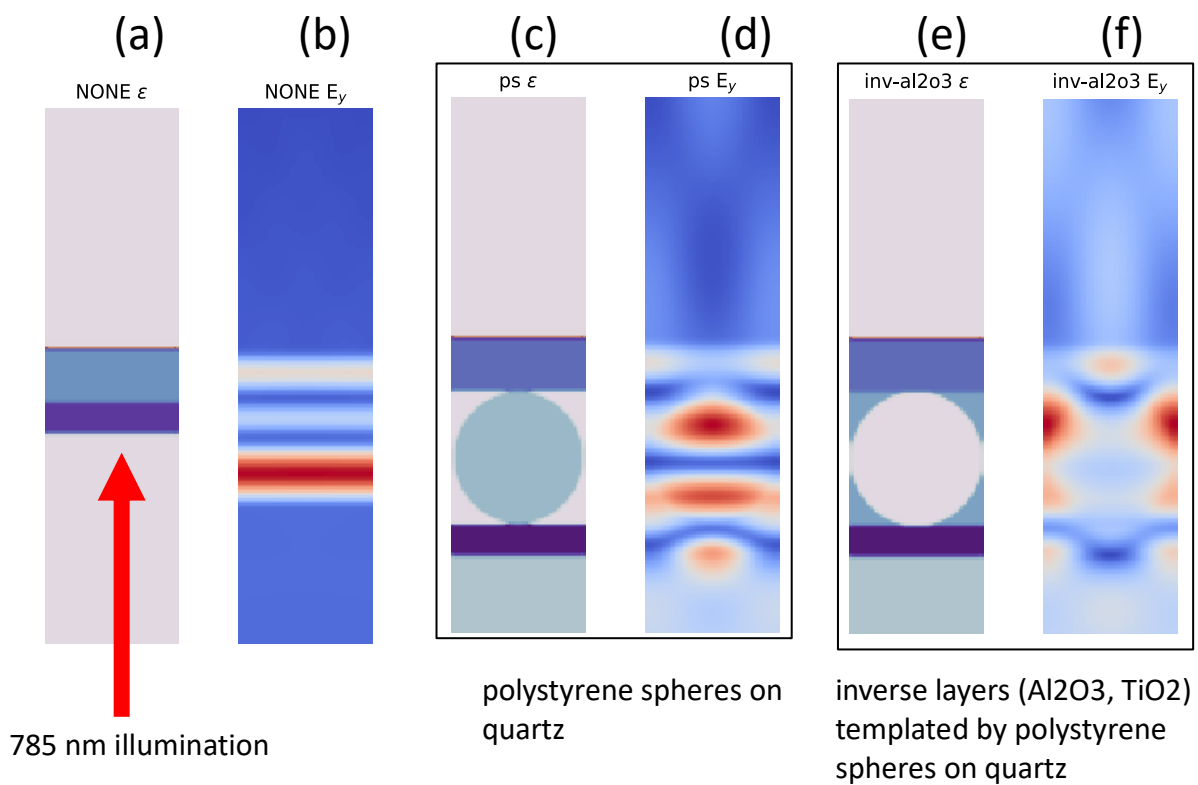 (a)
(b)
(c)
(d)
(e)
(f)
NONE ε
NONE Ey
ps ε
ps Ey
inv-al2o3 ε
inv-al2o3 Ey
785 nm illumination
polystyrene spheres on
quartz
inverse layers (Al2O3, TiO2)
templated by polystyrene
spheres on quartz